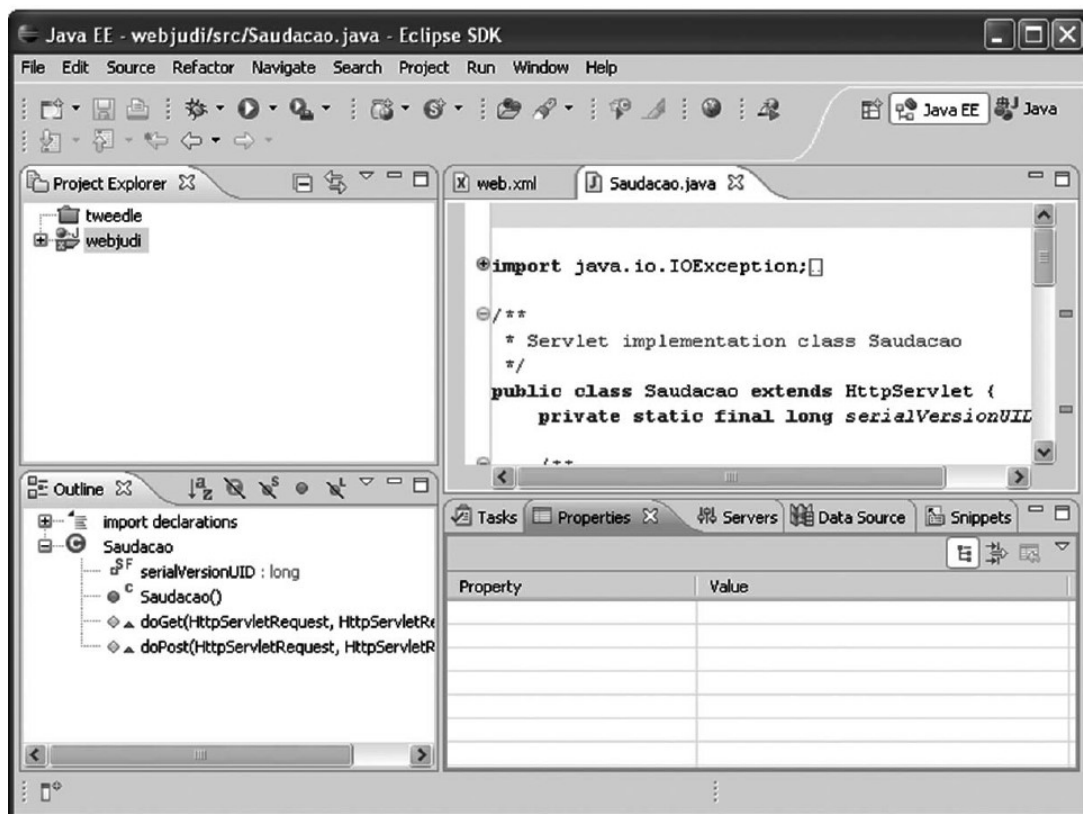 Java EE - webjudi/src/Saudacao.java - Eclipse SDK
File Edit Source Refactor Navigate Search Project Run Window Help
Java EE Java
Project Explorer
tweedle
webjudi
web.xml Saudacao.java
import java.io.IOException;
/**
* Servlet implementation class Saudacao
*/
public class Saudacao extends HttpServlet {
private static final long serialVersionUID
/**
Outline
import declarations
Saudacao
serialVersionUID : long
Saudacao()
doGet(HttpServletRequest, HttpServletRe
doPost(HttpServletRequest, HttpServletR
Tasks Properties Servers Data Source Snippets
Property Value